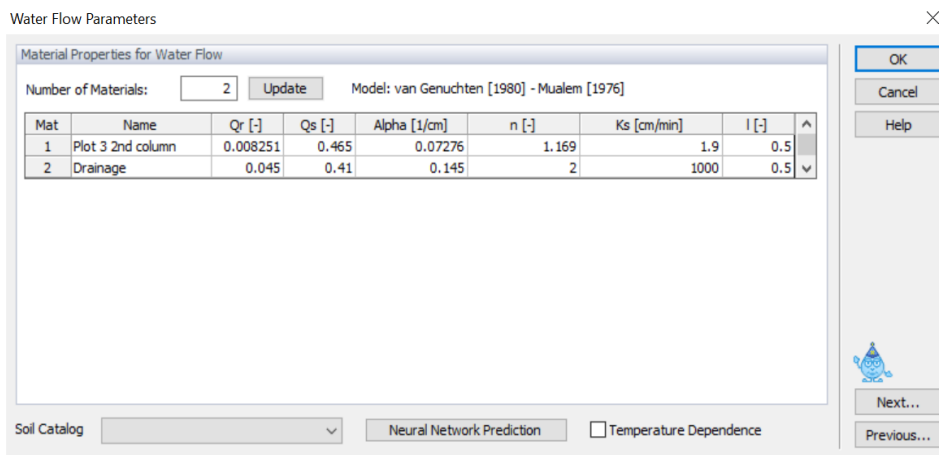 Water Flow Parameters
Material Properties for Water Flow
Number of Materials: 2 Update Model: van Genuchten [1980] - Mualem [1976]
Mat Name Qr [-] Qs [-] Alpha [1/cm] n [-] Ks [cm/min] l [-]
1 Plot 3 2nd column 0.008251 0.465 0.07276 1.169 1.9 0.5
2 Drainage 0.045 0.41 0.145 2 1000 0.5
OK
Cancel
Help
Next...
Previous...
Soil Catalog Neural Network Prediction Temperature Dependence